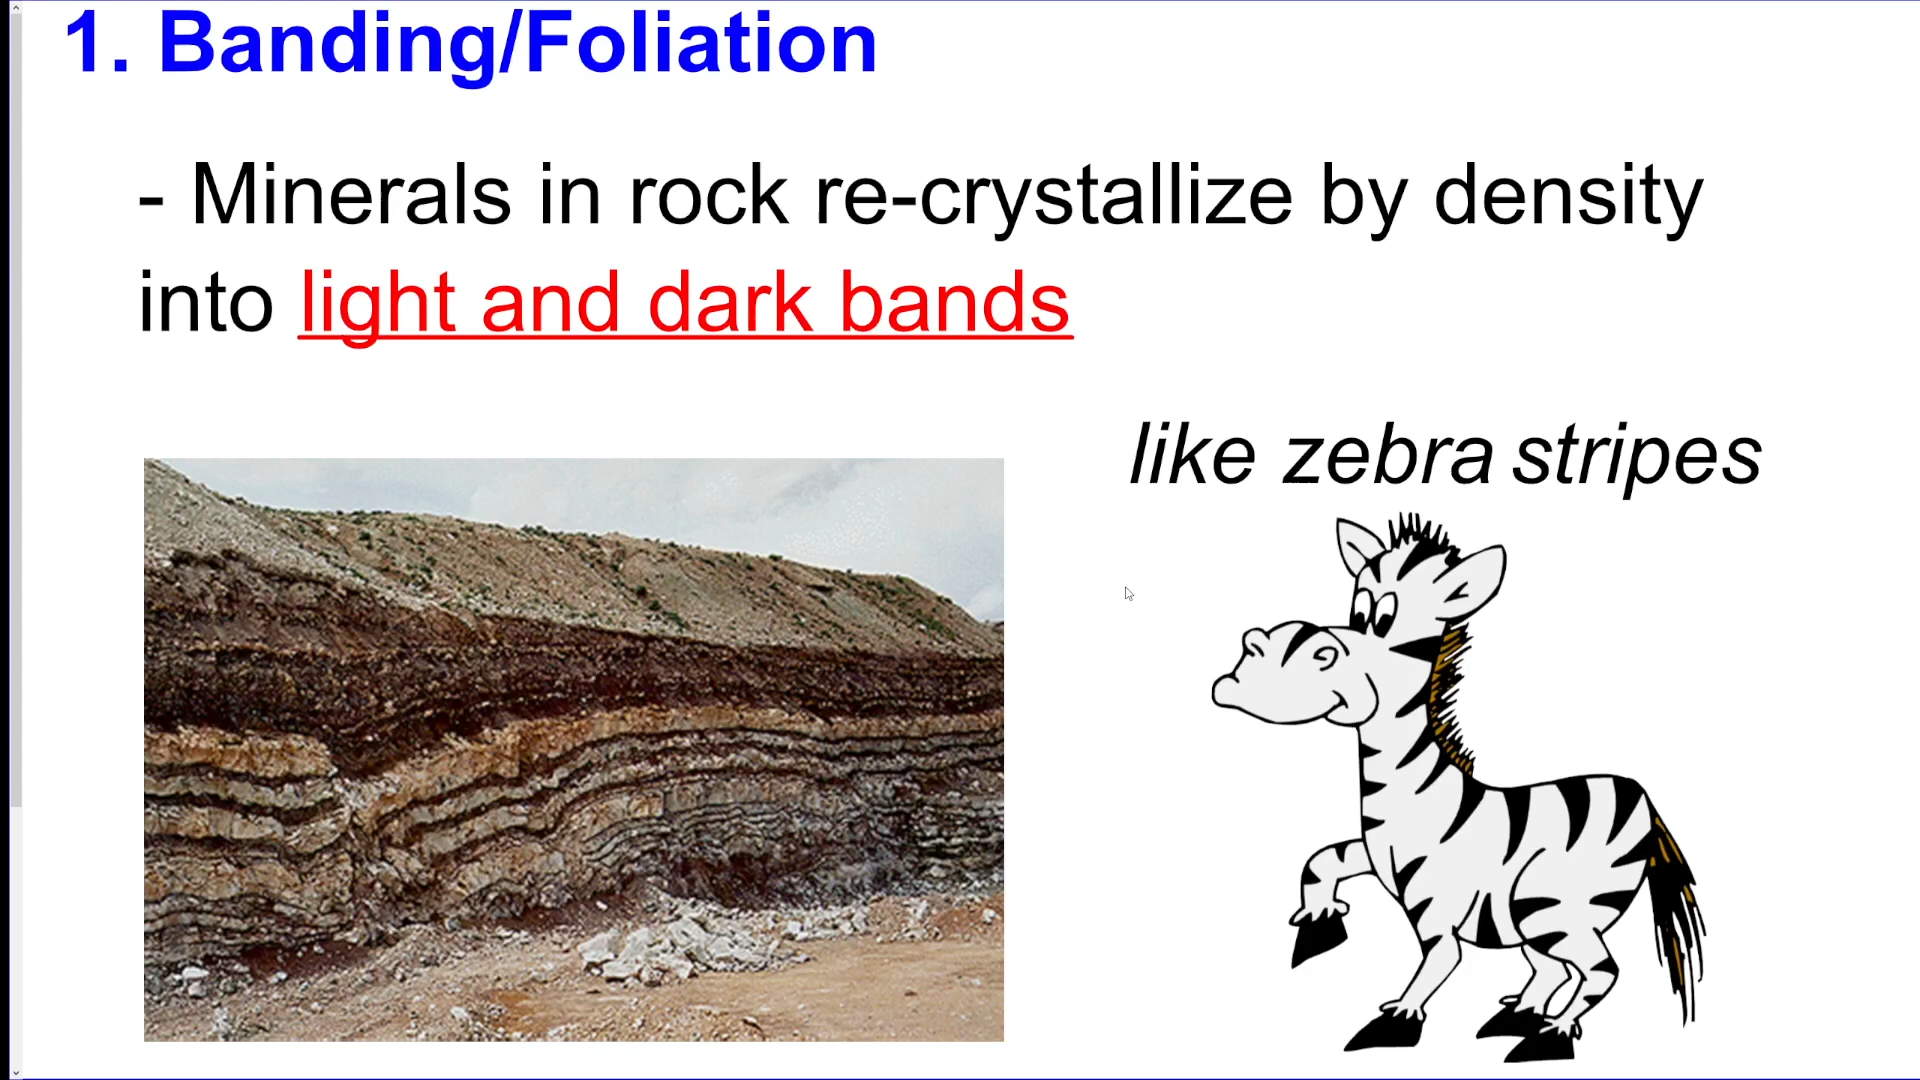 1. Banding/Foliation
- Minerals in rock re-crystallize by density
into light and dark bands
like zebra stripes